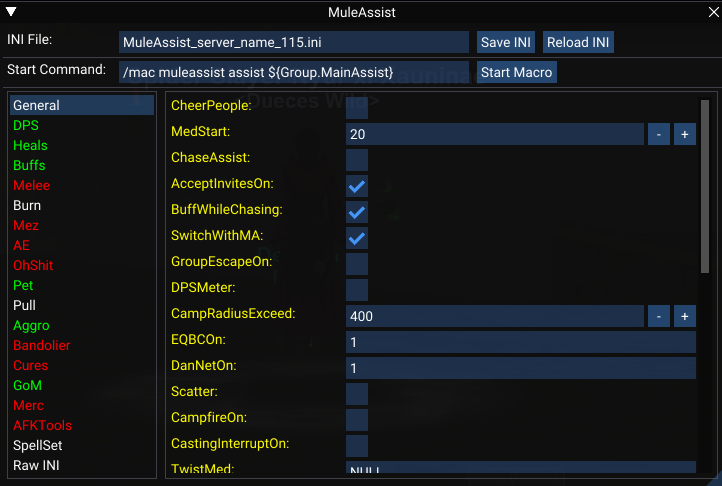 MuleAssist
INI File: MuleAssist_server_name_115.ini Save INI Reload INI
Start Command: /mac muleassist assist ${Group.MainAssist} Start Macro
<Dueces Wild>
General
DPS
Heals
Buffs
Melee
Burn
Mez
AE
OhShit
Pet
Pull
Aggro
Bandolier
Cures
GoM
Merc
AFKTools
SpellSet
Raw INI
CheerPeople:
MedStart: 20 - +
ChaseAssist:
AcceptInvitesOn:
BuffWhileChasing:
SwitchWithMA:
GroupEscapeOn:
DPSMeter:
CampRadiusExceed: 400 - +
EQBCOn: 1
DanNetOn: 1
Scatter:
CampfireOn:
CastingInterruptOn:
TwistMed: NULL